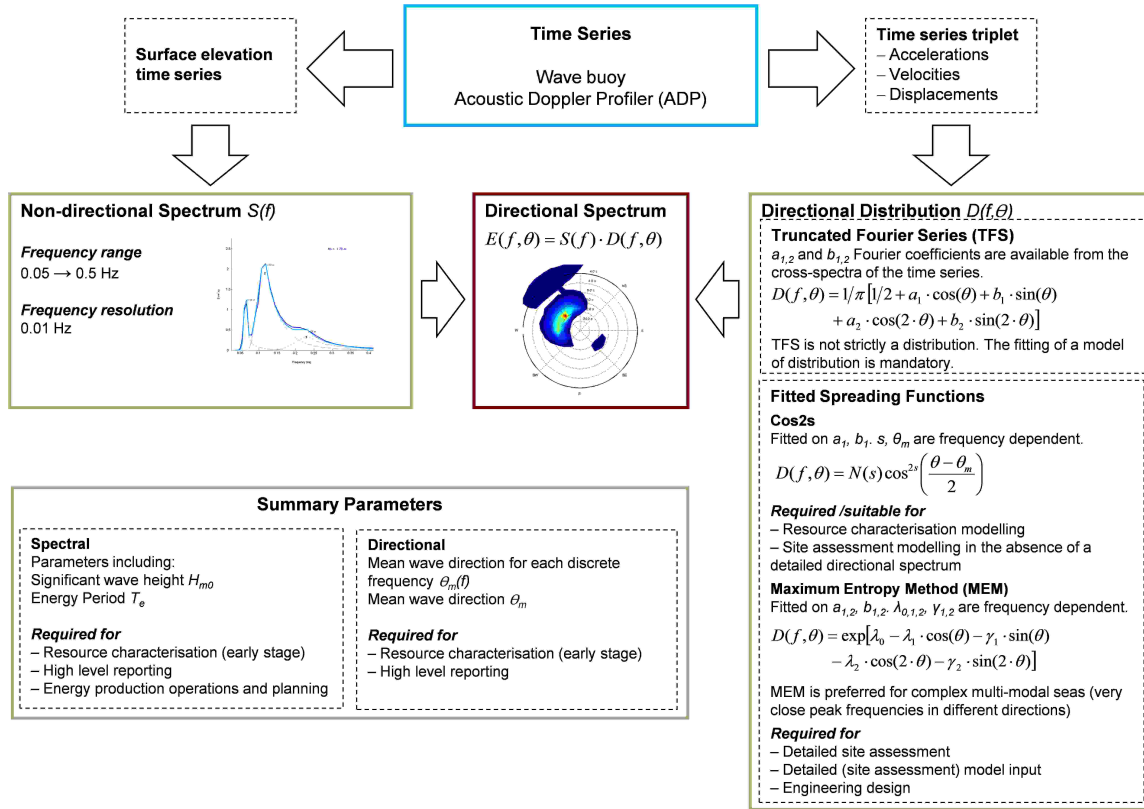 Surface elevation
time series
Time Series
Wave buoy
Acoustic Doppler Profiler (ADP)
Time series triplet
– Accelerations
– Velocities
– Displacements
Non-directional Spectrum S(f)
Frequency range
0.05 → 0.5 Hz
Frequency resolution
0.01 Hz
Directional Spectrum
E(f,θ) = S(f)·D(f,θ)
Directional Distribution D(f,θ)
Truncated Fourier Series (TFS)
a1,2 and b1,2 Fourier coefficients are available from the
cross-spectra of the time series.
D(f,θ) = 1/π[1/2 + a1·cos(θ) + b1·sin(θ)
+ a2·cos(2·θ) + b2·sin(2·θ)]
TFS is not strictly a distribution. The fitting of a model
of distribution is mandatory.
Fitted Spreading Functions
Cos2s
Fitted on a1, b1. s, θm are frequency dependent.
D(f,θ) = N(s)cos^2s((θ − θm)/2)
Required /suitable for
– Resource characterisation modelling
– Site assessment modelling in the absence of a
detailed directional spectrum
Maximum Entropy Method (MEM)
Fitted on a1,2, b1,2. λ0,1,2, γ1,2 are frequency dependent.
D(f,θ) = exp[λ0 − λ1·cos(θ) − γ1·sin(θ)
− λ2·cos(2·θ) − γ2·sin(2·θ)]
MEM is preferred for complex multi-modal seas (very
close peak frequencies in different directions)
Required for
– Detailed site assessment
– Detailed (site assessment) model input
– Engineering design
Summary Parameters
Spectral
Parameters including:
Significant wave height Hm0
Energy Period Te
Required for
– Resource characterisation (early stage)
– High level reporting
– Energy production operations and planning
Directional
Mean wave direction for each discrete
frequency θm(f)
Mean wave direction θm
Required for
– Resource characterisation (early stage)
– High level reporting